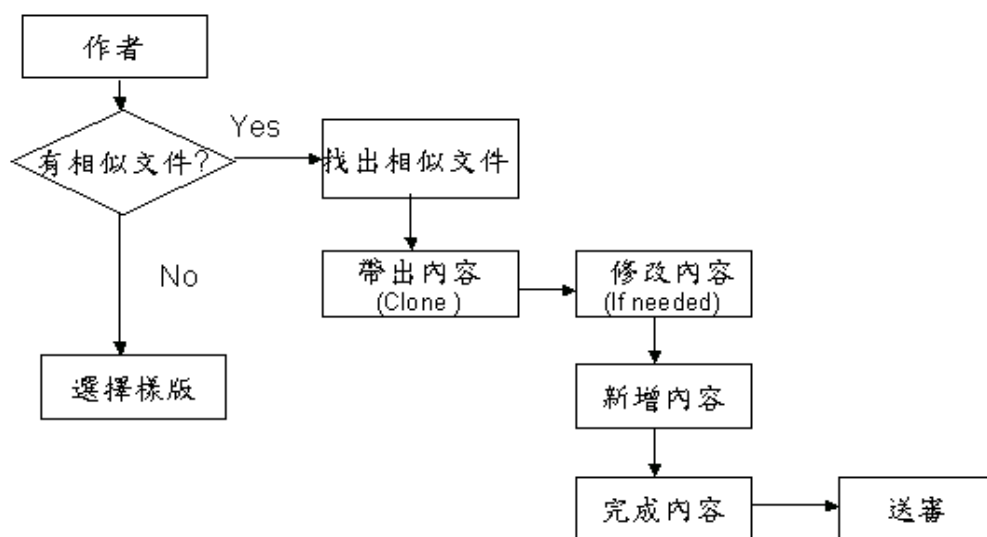 作者
有相似文件?
Yes
找出相似文件
No
帶出內容
(Clone )
修改內容
(If needed)
選擇樣版
新增內容
完成內容
送審